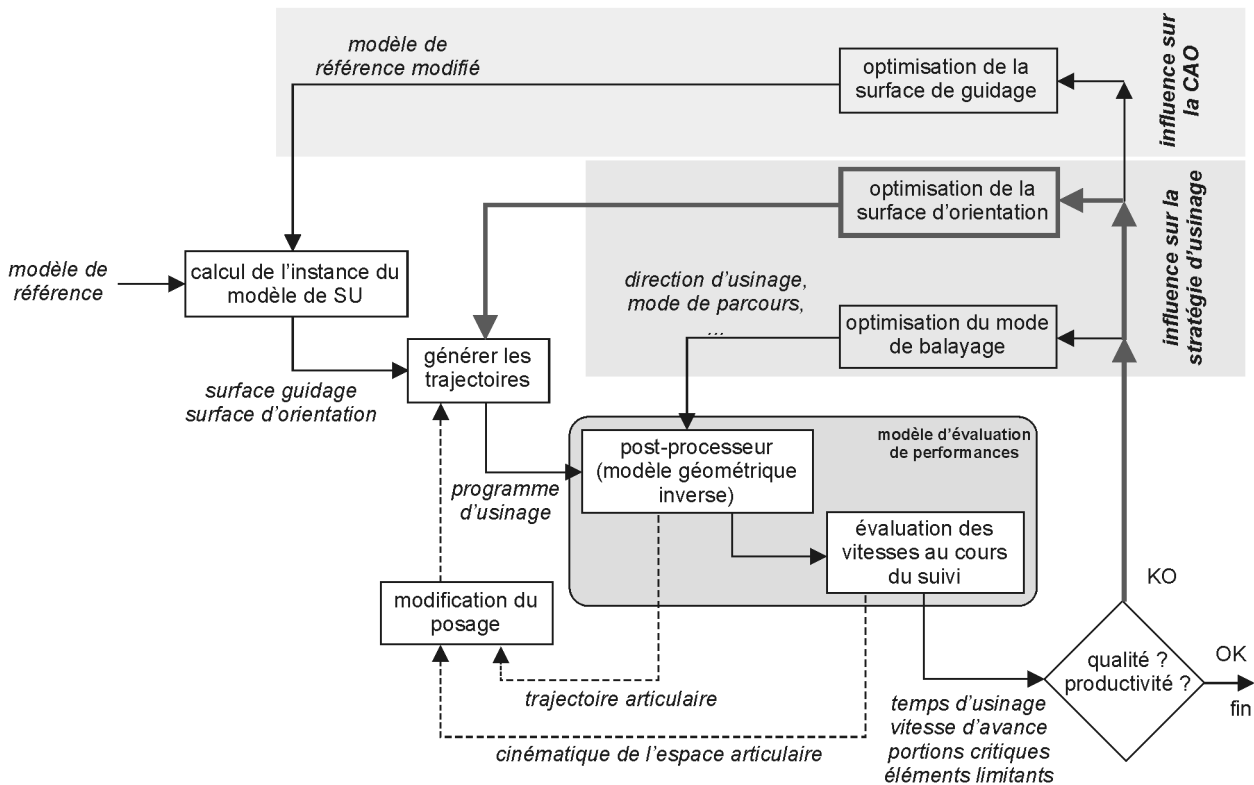 modèle de
référence modifié
optimisation de la
surface de guidage
influence sur
la CAO
optimisation de la
surface d'orientation
influence sur la
stratégie d'usinage
modèle de
référence
calcul de l'instance du
modèle de SU
direction d'usinage,
mode de parcours,
...
optimisation du mode
de balayage
générer les
trajectoires
surface guidage
surface d'orientation
modèle d'évaluation
de performances
post-processeur
(modèle géométrique
inverse)
programme
d'usinage
évaluation des
vitesses au cours
du suivi
KO
modification du
posage
qualité ?
productivité ?
OK
fin
trajectoire articulaire
temps d'usinage
vitesse d'avance
portions critiques
éléments limitants
cinématique de l'espace articulaire